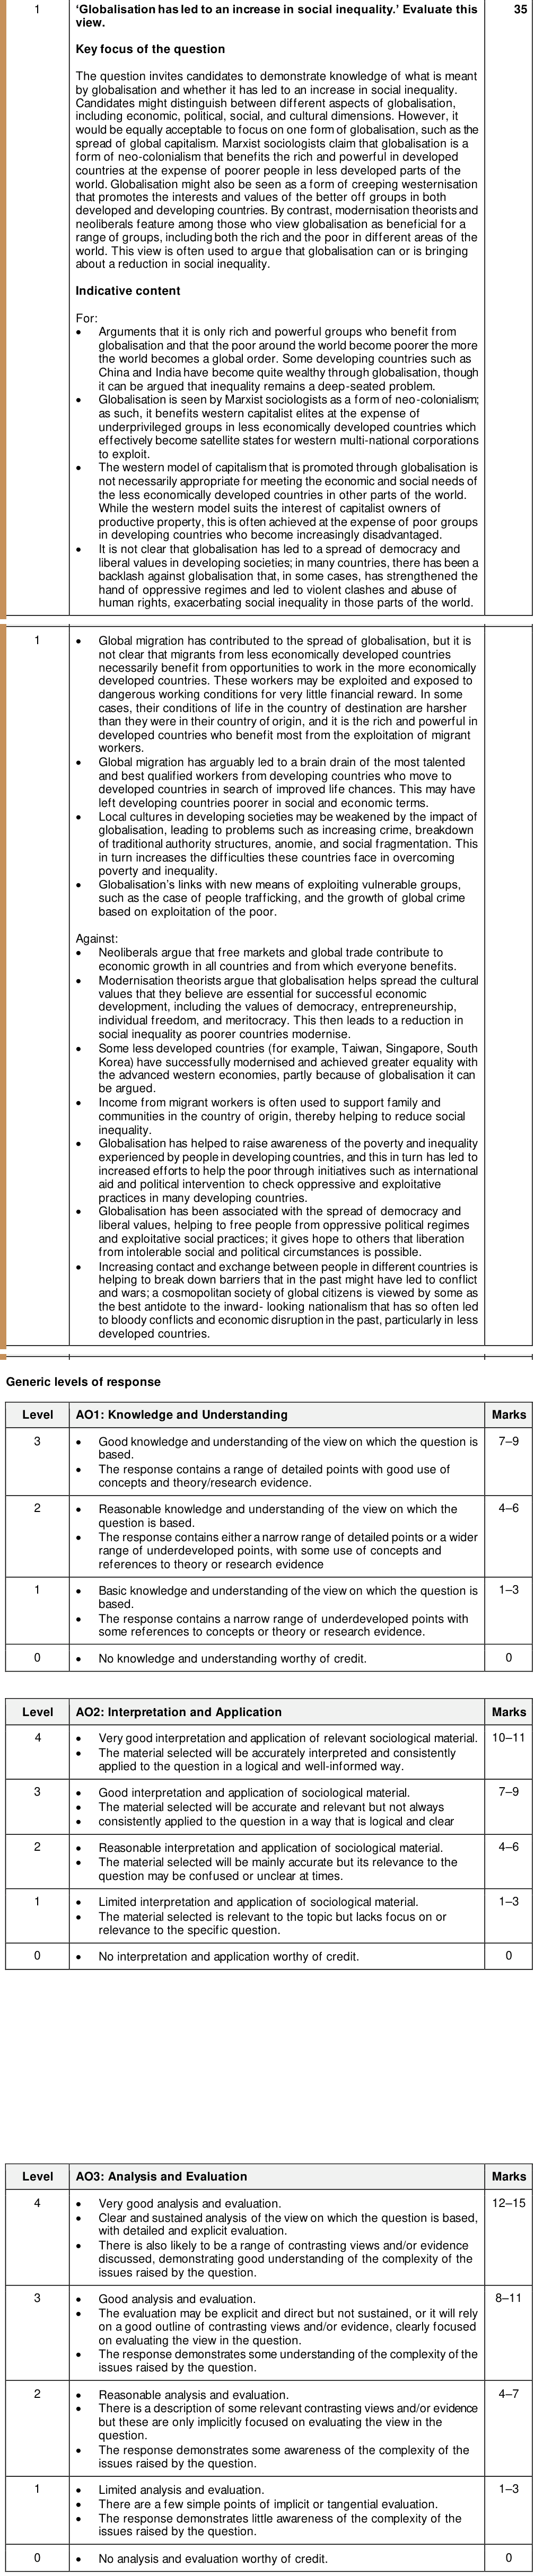 1
‘Globalisation has led to an increase in social inequality.’ Evaluate this
view.
35
Key focus of the question
The question invites candidates to demonstrate knowledge of what is meant
by globalisation and whether it has led to an increase in social inequality.
Candidates might distinguish between different aspects of globalisation,
including economic, political, social, and cultural dimensions. However, it
would be equally acceptable to focus on one form of globalisation, such as the
spread of global capitalism. Marxist sociologists claim that globalisation is a
form of neo-colonialism that benefits the rich and powerful in developed
countries at the expense of poorer people in less developed parts of the
world. Globalisation might also be seen as a form of creeping westernisation
that promotes the interests and values of the better off groups in both
developed and developing countries. By contrast, modernisation theorists and
neoliberals feature among those who view globalisation as beneficial for a
range of groups, including both the rich and the poor in different areas of the
world. This view is often used to argue that globalisation can or is bringing
about a reduction in social inequality.
Indicative content
For:
• Arguments that it is only rich and powerful groups who benefit from
globalisation and that the poor around the world become poorer the more
the world becomes a global order. Some developing countries such as
China and India have become quite wealthy through globalisation, though
it can be argued that inequality remains a deep-seated problem.
• Globalisation is seen by Marxist sociologists as a form of neo-colonialism;
as such, it benefits western capitalist elites at the expense of
underprivileged groups in less economically developed countries which
effectively become satellite states for western multi-national corporations
to exploit.
• The western model of capitalism that is promoted through globalisation is
not necessarily appropriate for meeting the economic and social needs of
the less economically developed countries in other parts of the world.
While the western model suits the interest of capitalist owners of
productive property, this is often achieved at the expense of poor groups
in developing countries who become increasingly disadvantaged.
• It is not clear that globalisation has led to a spread of democracy and
liberal values in developing societies; in many countries, there has been a
backlash against globalisation that, in some cases, has strengthened the
hand of oppressive regimes and led to violent clashes and abuse of
human rights, exacerbating social inequality in those parts of the world.
1
• Global migration has contributed to the spread of globalisation, but it is
not clear that migrants from less economically developed countries
necessarily benefit from opportunities to work in the more economically
developed countries. These workers may be exploited and exposed to
dangerous working conditions for very little financial reward. In some
cases, their conditions of life in the country of destination are harsher
than they were in their country of origin, and it is the rich and powerful in
developed countries who benefit most from the exploitation of migrant
workers.
• Global migration has arguably led to a brain drain of the most talented
and best qualified workers from developing countries who move to
developed countries in search of improved life chances. This may have
left developing countries poorer in social and economic terms.
• Local cultures in developing societies may be weakened by the impact of
globalisation, leading to problems such as increasing crime, breakdown
of traditional authority structures, anomie, and social fragmentation. This
in turn increases the difficulties these countries face in overcoming
poverty and inequality.
• Globalisation’s links with new means of exploiting vulnerable groups,
such as the case of people trafficking, and the growth of global crime
based on exploitation of the poor.
Against:
• Neoliberals argue that free markets and global trade contribute to
economic growth in all countries and from which everyone benefits.
• Modernisation theorists argue that globalisation helps spread the cultural
values that they believe are essential for successful economic
development, including the values of democracy, entrepreneurship,
individual freedom, and meritocracy. This then leads to a reduction in
social inequality as poorer countries modernise.
• Some less developed countries (for example, Taiwan, Singapore, South
Korea) have successfully modernised and achieved greater equality with
the advanced western economies, partly because of globalisation it can
be argued.
• Income from migrant workers is often used to support family and
communities in the country of origin, thereby helping to reduce social
inequality.
• Globalisation has helped to raise awareness of the poverty and inequality
experienced by people in developing countries, and this in turn has led to
increased efforts to help the poor through initiatives such as international
aid and political intervention to check oppressive and exploitative
practices in many developing countries.
• Globalisation has been associated with the spread of democracy and
liberal values, helping to free people from oppressive political regimes
and exploitative social practices; it gives hope to others that liberation
from intolerable social and political circumstances is possible.
• Increasing contact and exchange between people in different countries is
helping to break down barriers that in the past might have led to conflict
and wars; a cosmopolitan society of global citizens is viewed by some as
the best antidote to the inward- looking nationalism that has so often led
to bloody conflicts and economic disruption in the past, particularly in less
developed countries.
Generic levels of response
Level AO1: Knowledge and Understanding Marks
3 • Good knowledge and understanding of the view on which the question is 7–9
based.
• The response contains a range of detailed points with good use of
concepts and theory/research evidence.
2 • Reasonable knowledge and understanding of the view on which the 4–6
question is based.
• The response contains either a narrow range of detailed points or a wider
range of underdeveloped points, with some use of concepts and
references to theory or research evidence
1 • Basic knowledge and understanding of the view on which the question is 1–3
based.
• The response contains a narrow range of underdeveloped points with
some references to concepts or theory or research evidence.
0 • No knowledge and understanding worthy of credit. 0
Level AO2: Interpretation and Application Marks
4 • Very good interpretation and application of relevant sociological material. 10–11
• The material selected will be accurately interpreted and consistently
applied to the question in a logical and well-informed way.
3 • Good interpretation and application of sociological material. 7–9
• The material selected will be accurate and relevant but not always
• consistently applied to the question in a way that is logical and clear
2 • Reasonable interpretation and application of sociological material. 4–6
• The material selected will be mainly accurate but its relevance to the
question may be confused or unclear at times.
1 • Limited interpretation and application of sociological material. 1–3
• The material selected is relevant to the topic but lacks focus on or
relevance to the specific question.
0 • No interpretation and application worthy of credit. 0
Level AO3: Analysis and Evaluation Marks
4 • Very good analysis and evaluation. 12–15
• Clear and sustained analysis of the view on which the question is based,
with detailed and explicit evaluation.
• There is also likely to be a range of contrasting views and/or evidence
discussed, demonstrating good understanding of the complexity of the
issues raised by the question.
3 • Good analysis and evaluation. 8–11
• The evaluation may be explicit and direct but not sustained, or it will rely
on a good outline of contrasting views and/or evidence, clearly focused
on evaluating the view in the question.
• The response demonstrates some understanding of the complexity of the
issues raised by the question.
2 • Reasonable analysis and evaluation. 4–7
• There is a description of some relevant contrasting views and/or evidence
but these are only implicitly focused on evaluating the view in the
question.
• The response demonstrates some awareness of the complexity of the
issues raised by the question.
1 • Limited analysis and evaluation. 1–3
• There are a few simple points of implicit or tangential evaluation.
• The response demonstrates little awareness of the complexity of the
issues raised by the question.
0 • No analysis and evaluation worthy of credit. 0